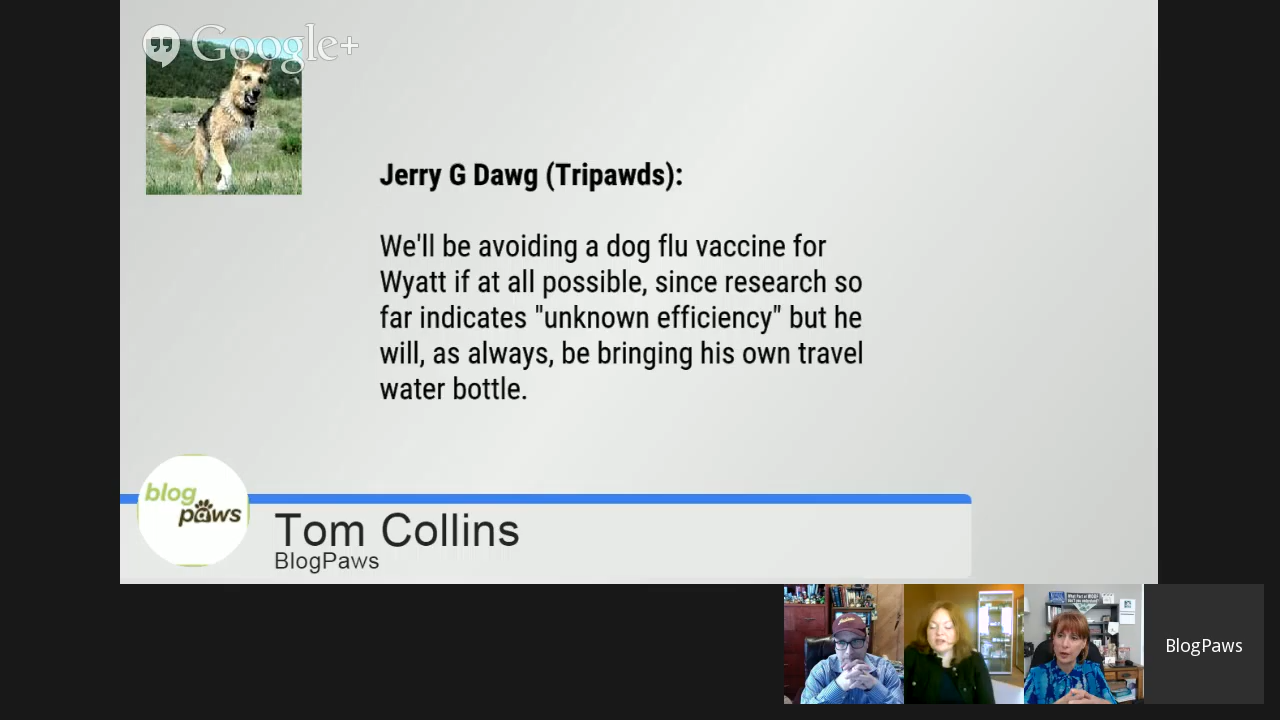 Google+
Jerry G Dawg (Tripawds):
We'll be avoiding a dog flu vaccine for
Wyatt if at all possible, since research so
far indicates "unknown efficiency" but he
will, as always, be bringing his own travel
water bottle.
blog
paws
Tom Collins
BlogPaws
BlogPaws